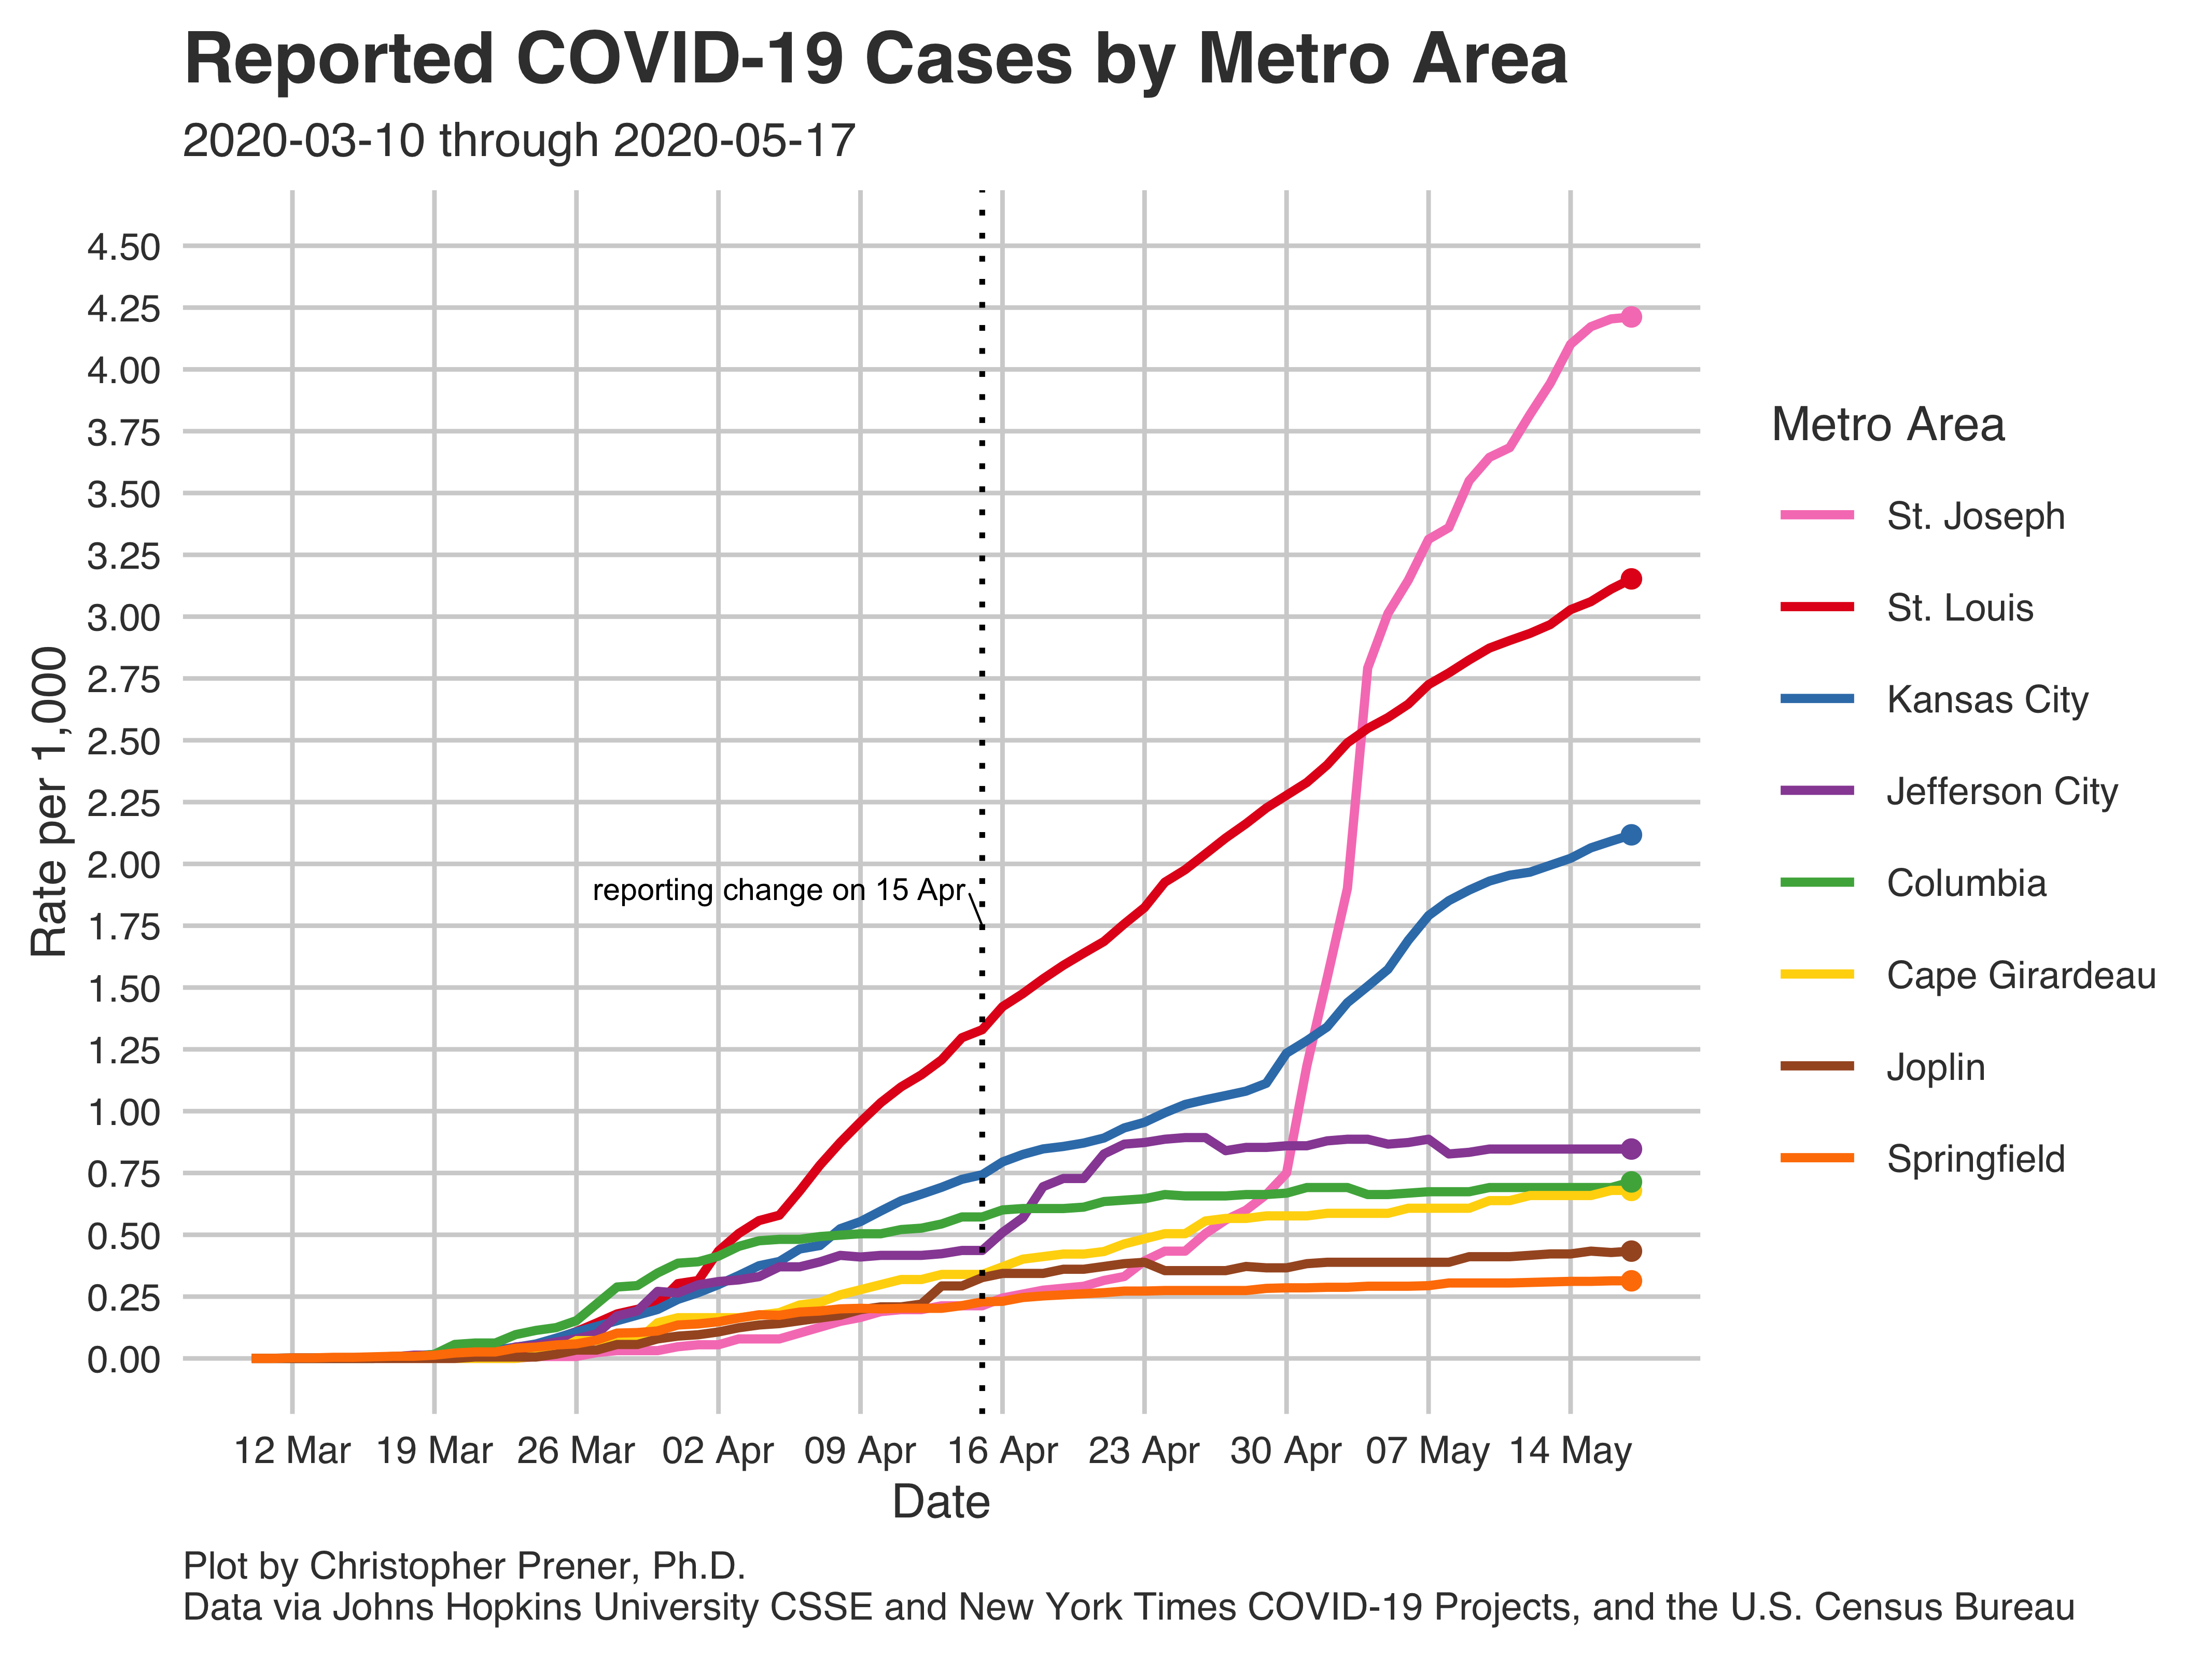 Reported COVID-19 Cases by Metro Area
2020-03-10 through 2020-05-17
Rate per 1,000
4.50
4.25
4.00
3.75
3.50
3.25
3.00
2.75
2.50
2.25
2.00
1.75
1.50
1.25
1.00
0.75
0.50
0.25
0.00
reporting change on 15 Apr
12 Mar 19 Mar 26 Mar 02 Apr 09 Apr 16 Apr 23 Apr 30 Apr 07 May 14 May
Date
Metro Area
St. Joseph
St. Louis
Kansas City
Jefferson City
Columbia
Cape Girardeau
Joplin
Springfield
Plot by Christopher Prener, Ph.D.
Data via Johns Hopkins University CSSE and New York Times COVID-19 Projects, and the U.S. Census Bureau